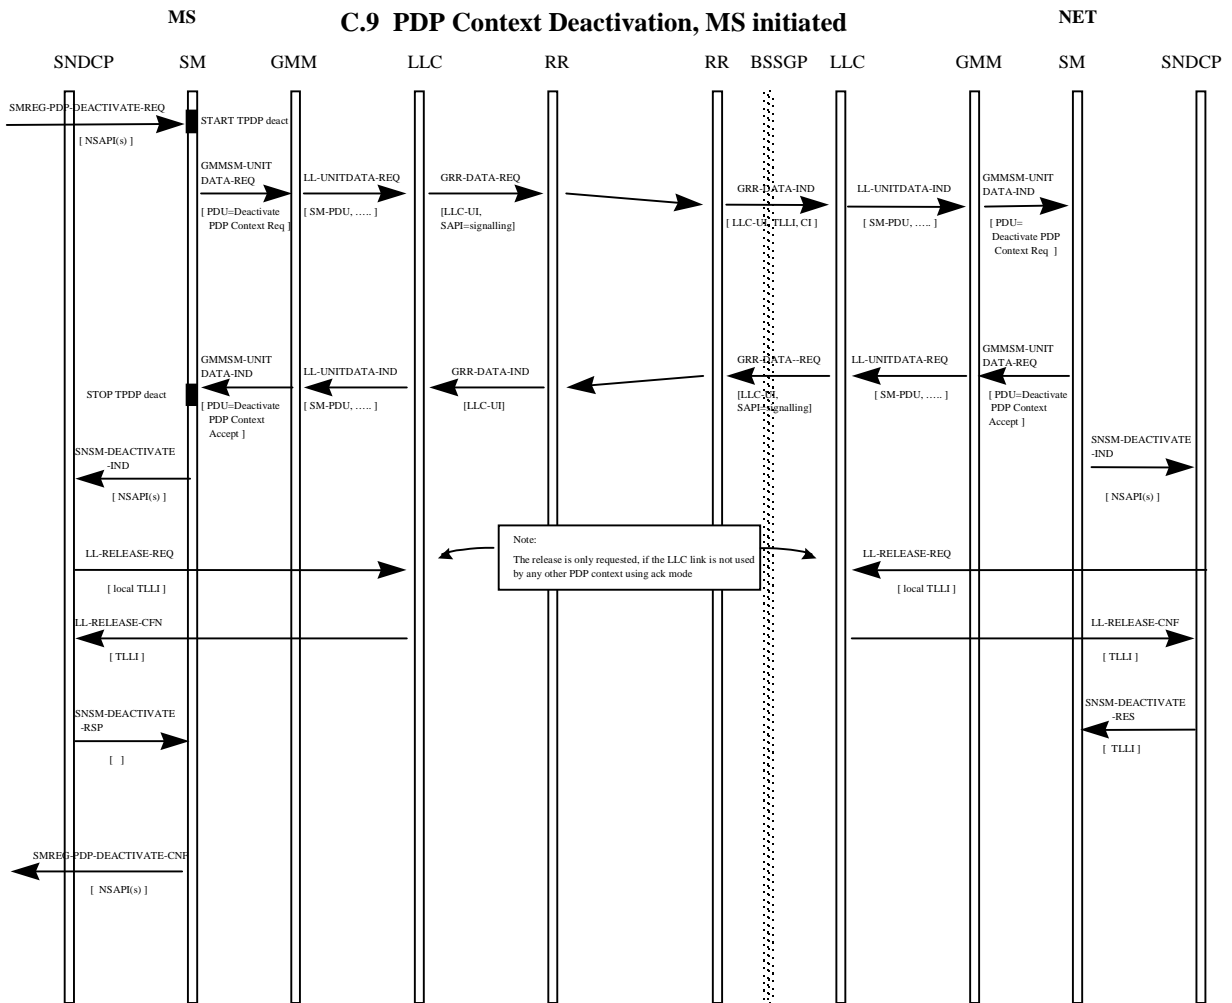 MS
C.9 PDP Context Deactivation, MS initiated
NET
SNDCP SM GMM LLC RR RR BSSGP LLC GMM SM SNDCP
SMREG-PDP-DEACTIVATE-REQ
[ NSAPI(s) ]
START TPDP deact
GMMSM-UNIT
DATA-REQ
[ PDU=Deactivate
PDP Context Req ]
LL-UNITDATA-REQ
[ SM-PDU, ..... ]
GRR-DATA-REQ
[LLC-UI,
SAPI=signalling]
GRR-DATA-IND
[ LLC-UI, TLLI, CI ]
LL-UNITDATA-IND
[ SM-PDU, ..... ]
GMMSM-UNIT
DATA-IND
[ PDU=
Deactivate PDP
Context Req ]
STOP TPDP deact
GMMSM-UNIT
DATA-IND
[ PDU=Deactivate
PDP Context
Accept ]
LL-UNITDATA-IND
[ SM-PDU, ..... ]
GRR-DATA-IND
[LLC-UI]
GRR-DATA--REQ
[LLC-UI,
SAPI=signalling]
LL-UNITDATA-REQ
[ SM-PDU, ..... ]
GMMSM-UNIT
DATA-REQ
[ PDU=Deactivate
PDP Context
Accept ]
SNSM-DEACTIVATE
-IND
[ NSAPI(s) ]
SNSM-DEACTIVATE
-IND
[ NSAPI(s) ]
LL-RELEASE-REQ
[ local TLLI ]
Note:
The release is only requested, if the LLC link is not used
by any other PDP context using ack mode
LL-RELEASE-REQ
[ local TLLI ]
LL-RELEASE-CFN
[ TLLI ]
LL-RELEASE-CNF
[ TLLI ]
SNSM-DEACTIVATE
-RSP
[ ]
SNSM-DEACTIVATE
-RES
[ TLLI ]
SMREG-PDP-DEACTIVATE-CNF
[ NSAPI(s) ]